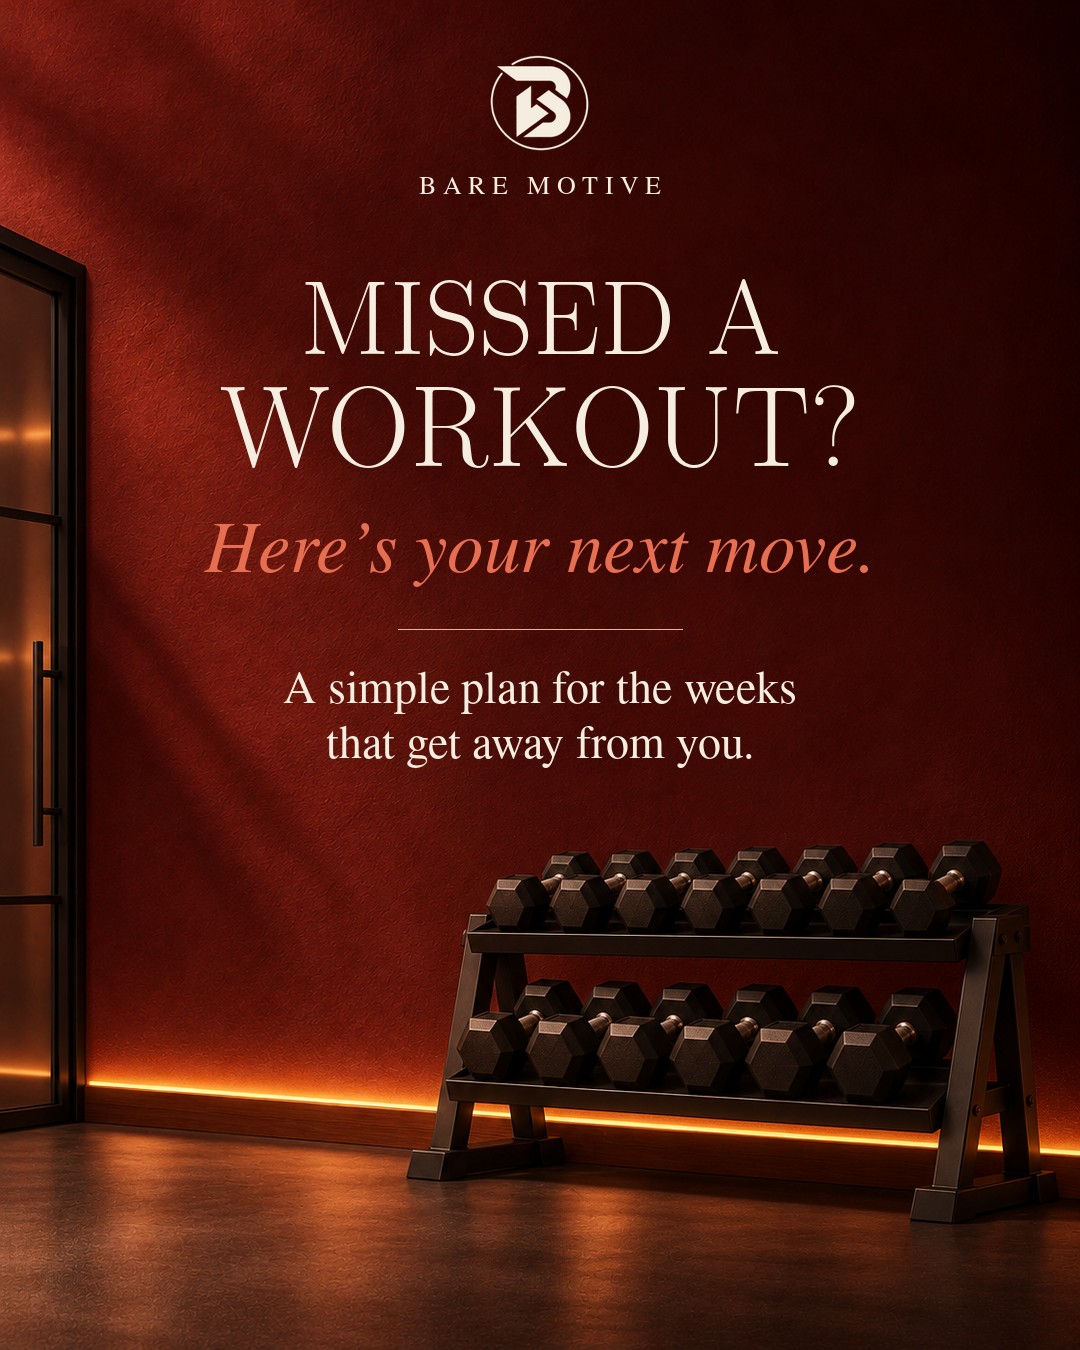 BARE MOTIVE
MISSED A
WORKOUT?
Here’s your next move.
A simple plan for the weeks
that get away from you.